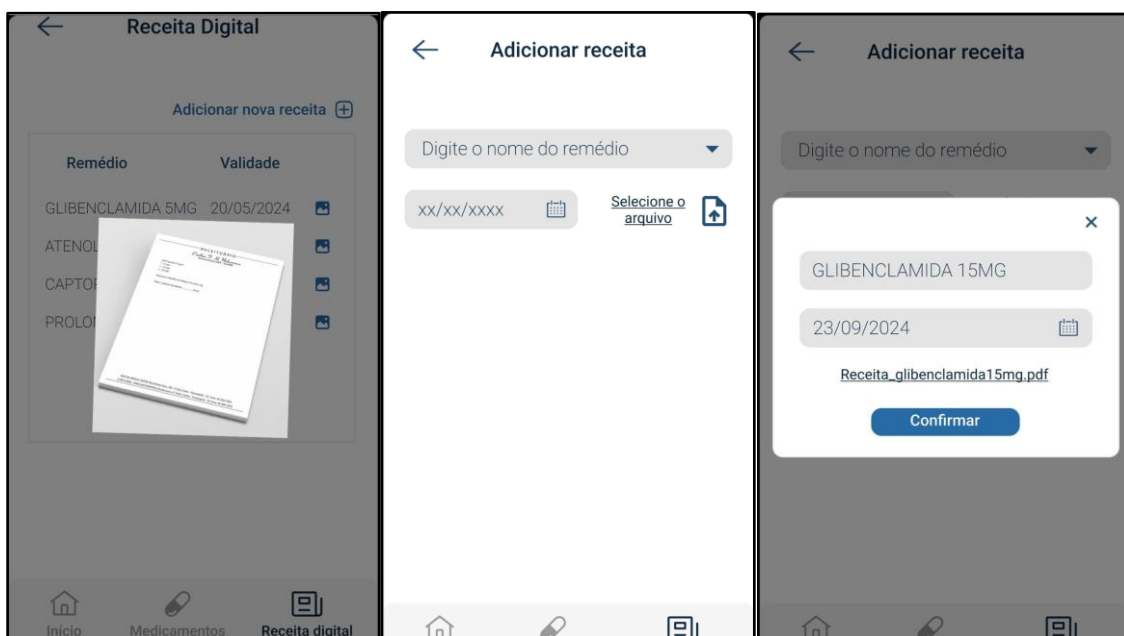 Receita Digital
Adicionar nova receita
Remédio Validade
GLIBENCLAMIDA 5MG 20/05/2024
ATENOL
CAPTOP
PROLO
RECEITUÁRIO
Início Medicamentos Receita digital
Adicionar receita
Digite o nome do remédio
xx/xx/xxxx
Selecione o
arquivo
Adicionar receita
Digite o nome do remédio
GLIBENCLAMIDA 15MG
23/09/2024
Receita_glibenclamida15mg.pdf
Confirmar